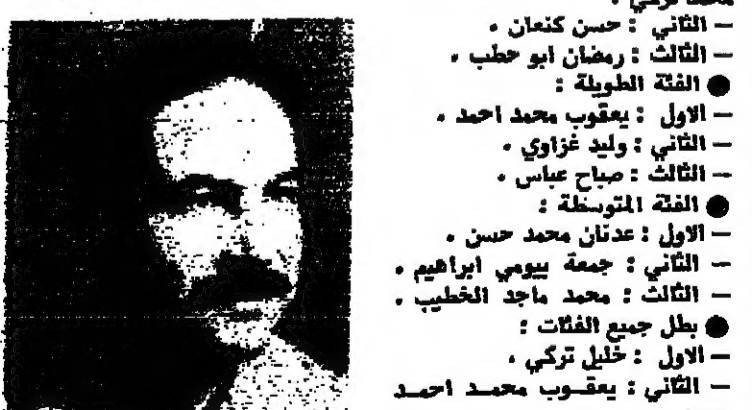 محمد تركي .
— الثاني : حسن كنعان .
— الثالث : رمضان ابو حطب .
● الفئة الطويلة :
— الاول : يعقوب محمد احمد .
— الثاني : وليد غزاوي .
— الثالث : صباح عباس .
● الفئة المتوسطة :
— الاول : عدنان محمد حسن .
— الثاني : جمعة بيومي ابراهيم .
— الثالث : محمد ماجد الخطيب .
● بطل جميع الفئات :
— الاول : خليل تركي .
— الثاني : يعقوب محمد احمد